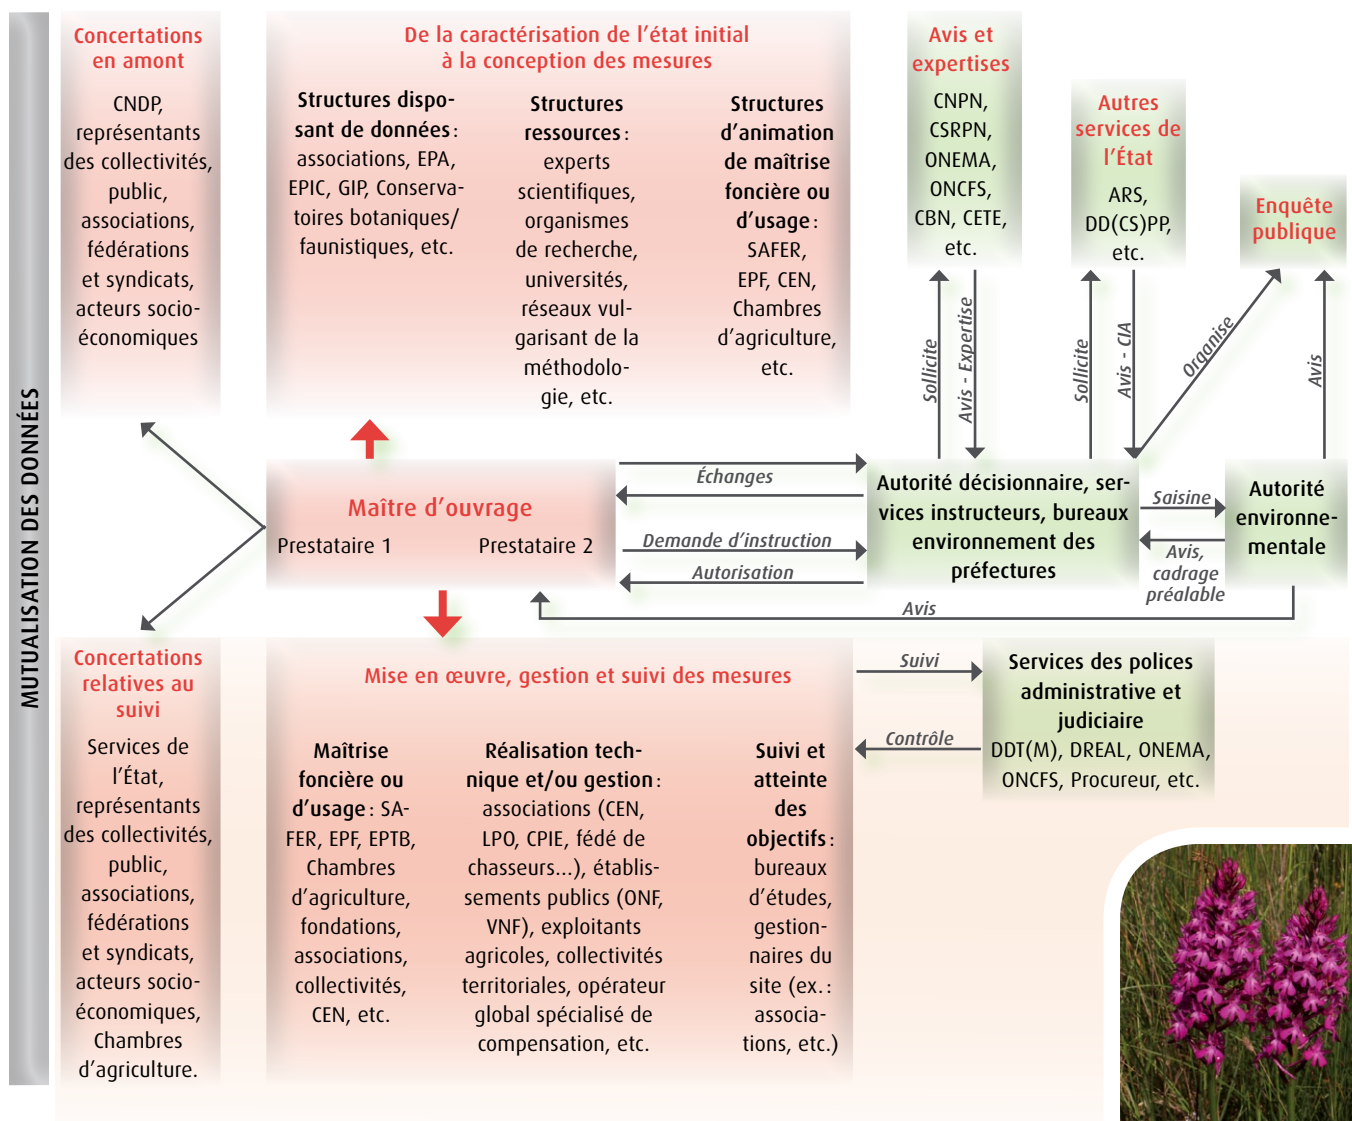 MUTUALISATION DES DONNÉES
Concertations
en amont
CNDP,
représentants
des collectivités,
public,
associations,
fédérations
et syndicats,
acteurs socio-
économiques
De la caractérisation de l'état initial
à la conception des mesures
Structures dispo-
sant de données :
associations, EPA,
EPIC, GIP, Conserva-
toires botaniques/
faunistiques, etc.
Structures
ressources :
experts
scientifiques,
organismes
de recherche,
universités,
réseaux vul-
garisant de la
méthodolo-
gie, etc.
Structures
d'animation
de maîtrise
foncière ou
d'usage :
SAFER,
EPF, CEN,
Chambres
d'agriculture,
etc.
Avis et
expertises
CNPN,
CSRPN,
ONEMA,
ONCFS,
CBN, CETE,
etc.
Autres
services de
l'État
ARS,
DD(CS)PP,
etc.
Enquête
publique
Sollicite
Avis - Expertise
Sollicite
Avis - CIA
Organise
Avis
Maître d'ouvrage
Prestataire 1
Prestataire 2
Échanges
Demande d'instruction
Autorisation
Autorité décisionnaire, ser-
vices instructeurs, bureaux
environnement des
préfectures
Saisine
Avis,
cadrage
préalable
Autorité
environne-
mentale
Avis
Concertations
relatives au
suivi
Services de
l'État,
représentants
des collectivités,
public,
associations,
fédérations
et syndicats,
acteurs socio-
économiques,
Chambres
d'agriculture.
Mise en œuvre, gestion et suivi des mesures
Maîtrise
foncière ou
d'usage : SA-
FER, EPF, EPTB,
Chambres
d'agriculture,
fondations,
associations,
collectivités,
CEN, etc.
Réalisation tech-
nique et/ou gestion :
associations (CEN,
LPO, CPIE, fédé de
chasseurs...), établis-
sements publics (ONF,
VNF), exploitants
agricoles, collectivités
territoriales, opérateur
global spécialisé de
compensation, etc.
Suivi et
atteinte
des
objectifs :
bureaux
d'études,
gestion-
naires du
site (ex. :
associa-
tions, etc.)
Suivi
Contrôle
Services des polices
administrative et
judiciaire
DDT(M), DREAL, ONEMA,
ONCFS, Procureur, etc.